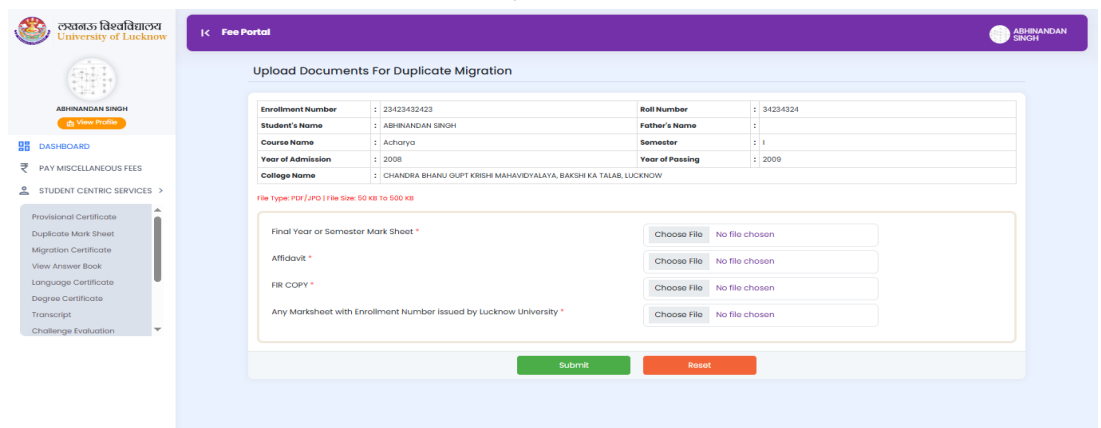 लखनऊ विश्वविद्यालय
University of Lucknow
Fee Portal
ABHINANDAN
SINGH
ABHINANDAN SINGH
View Profile
DASHBOARD
PAY MISCELLANEOUS FEES
STUDENT CENTRIC SERVICES >
Provisional Certificate
Duplicate Mark Sheet
Migration Certificate
View Answer Book
Language Certificate
Degree Certificate
Transcript
Challenge Evaluation
Upload Documents For Duplicate Migration
Enrollment Number : 23423432423 Roll Number : 34234324
Student's Name : ABHINANDAN SINGH Father's Name :
Course Name : Acharya Semester : I
Year of Admission : 2008 Year of Passing : 2009
College Name : CHANDRA BHANU GUPT KRISHI MAHAVIDYALAYA, BAKSHI KA TALAB, LUCKNOW
File Type: PDF/JPG | File Size: 50 KB To 500 KB
Final Year or Semester Mark Sheet * Choose File No file chosen
Affidavit * Choose File No file chosen
FIR COPY * Choose File No file chosen
Any Marksheet with Enrollment Number issued by Lucknow University * Choose File No file chosen
Submit Reset